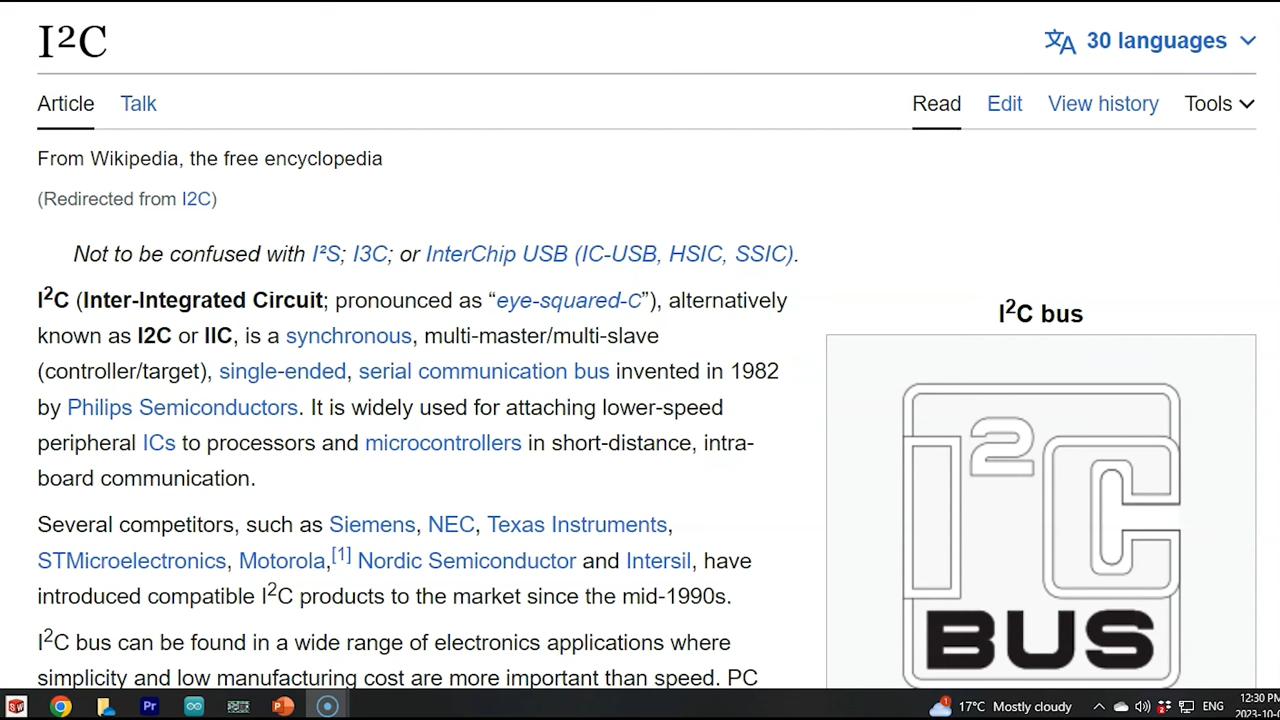 I²C
30 languages
Article Talk Read Edit View history Tools
From Wikipedia, the free encyclopedia
(Redirected from I2C)
Not to be confused with I²S; I3C; or InterChip USB (IC-USB, HSIC, SSIC).
I²C (Inter-Integrated Circuit; pronounced as “eye-squared-C”), alternatively
known as I2C or IIC, is a synchronous, multi-master/multi-slave
(controller/target), single-ended, serial communication bus invented in 1982
by Philips Semiconductors. It is widely used for attaching lower-speed
peripheral ICs to processors and microcontrollers in short-distance, intra-
board communication.
Several competitors, such as Siemens, NEC, Texas Instruments,
STMicroelectronics, Motorola,[1] Nordic Semiconductor and Intersil, have
introduced compatible I²C products to the market since the mid-1990s.
I²C bus can be found in a wide range of electronics applications where
simplicity and low manufacturing cost are more important than speed. PC
I²C bus
I²C
BUS
Pr
17°C Mostly cloudy ENG 12:30 PM